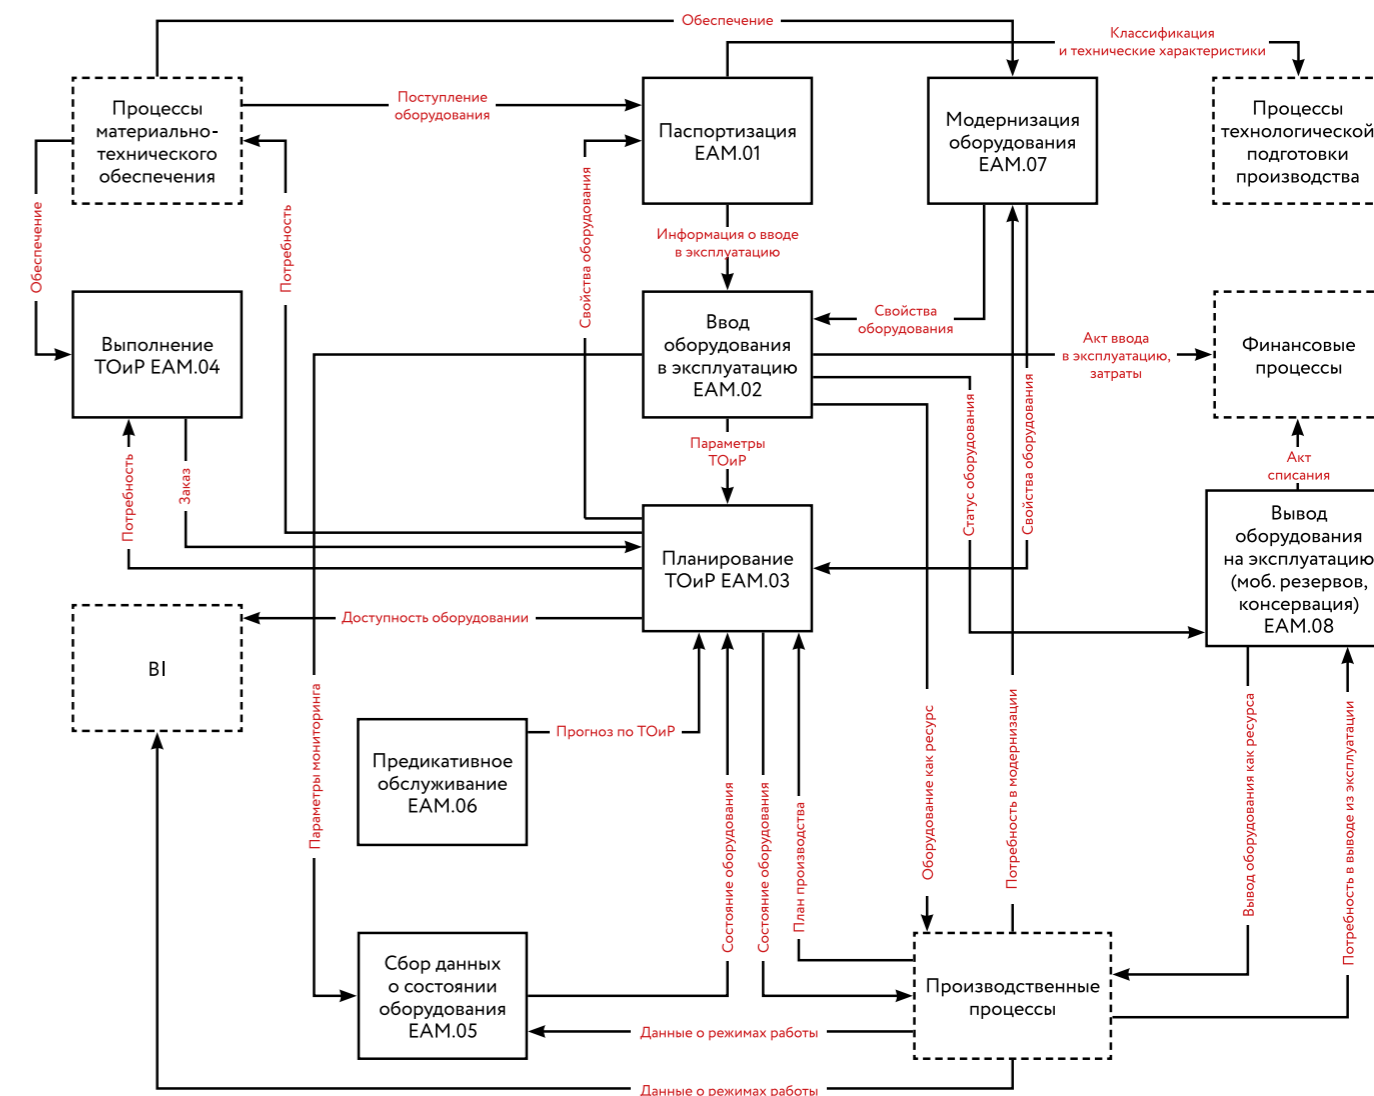 Обеспечение
Классификация
и технические характеристики
Процессы
материально-
технического
обеспечения
Поступление
оборудования
Паспортизация
EAM.01
Модернизация
оборудования
EAM.07
Процессы
технологической
подготовки
производства
Обеспечение
Потребность
Свойства оборудования
Информация о вводе
в эксплуатацию
Выполнение
ТОиР EAM.04
Ввод
оборудования
в эксплуатацию
EAM.02
Свойства
оборудования
Акт ввода
в эксплуатацию,
затраты
Финансовые
процессы
Потребность
Заказ
Параметры
ТОиР
Статус оборудования
Свойства оборудования
Акт
списания
Планирование
ТОиР EAM.03
Вывод
оборудования
на эксплуатацию
(моб. резервов,
консервация)
EAM.08
Доступность оборудовании
BI
Параметры мониторинга
Прогноз по ТОиР
Предикативное
обслуживание
EAM.06
Состояние оборудования
Состояние оборудования
План производства
Оборудование как ресурс
Потребность в модернизации
Вывод оборудования как ресурса
Потребность в выводе из эксплуатации
Сбор данных
о состоянии
оборудования
EAM.05
Производственные
процессы
Данные о режимах работы
Данные о режимах работы